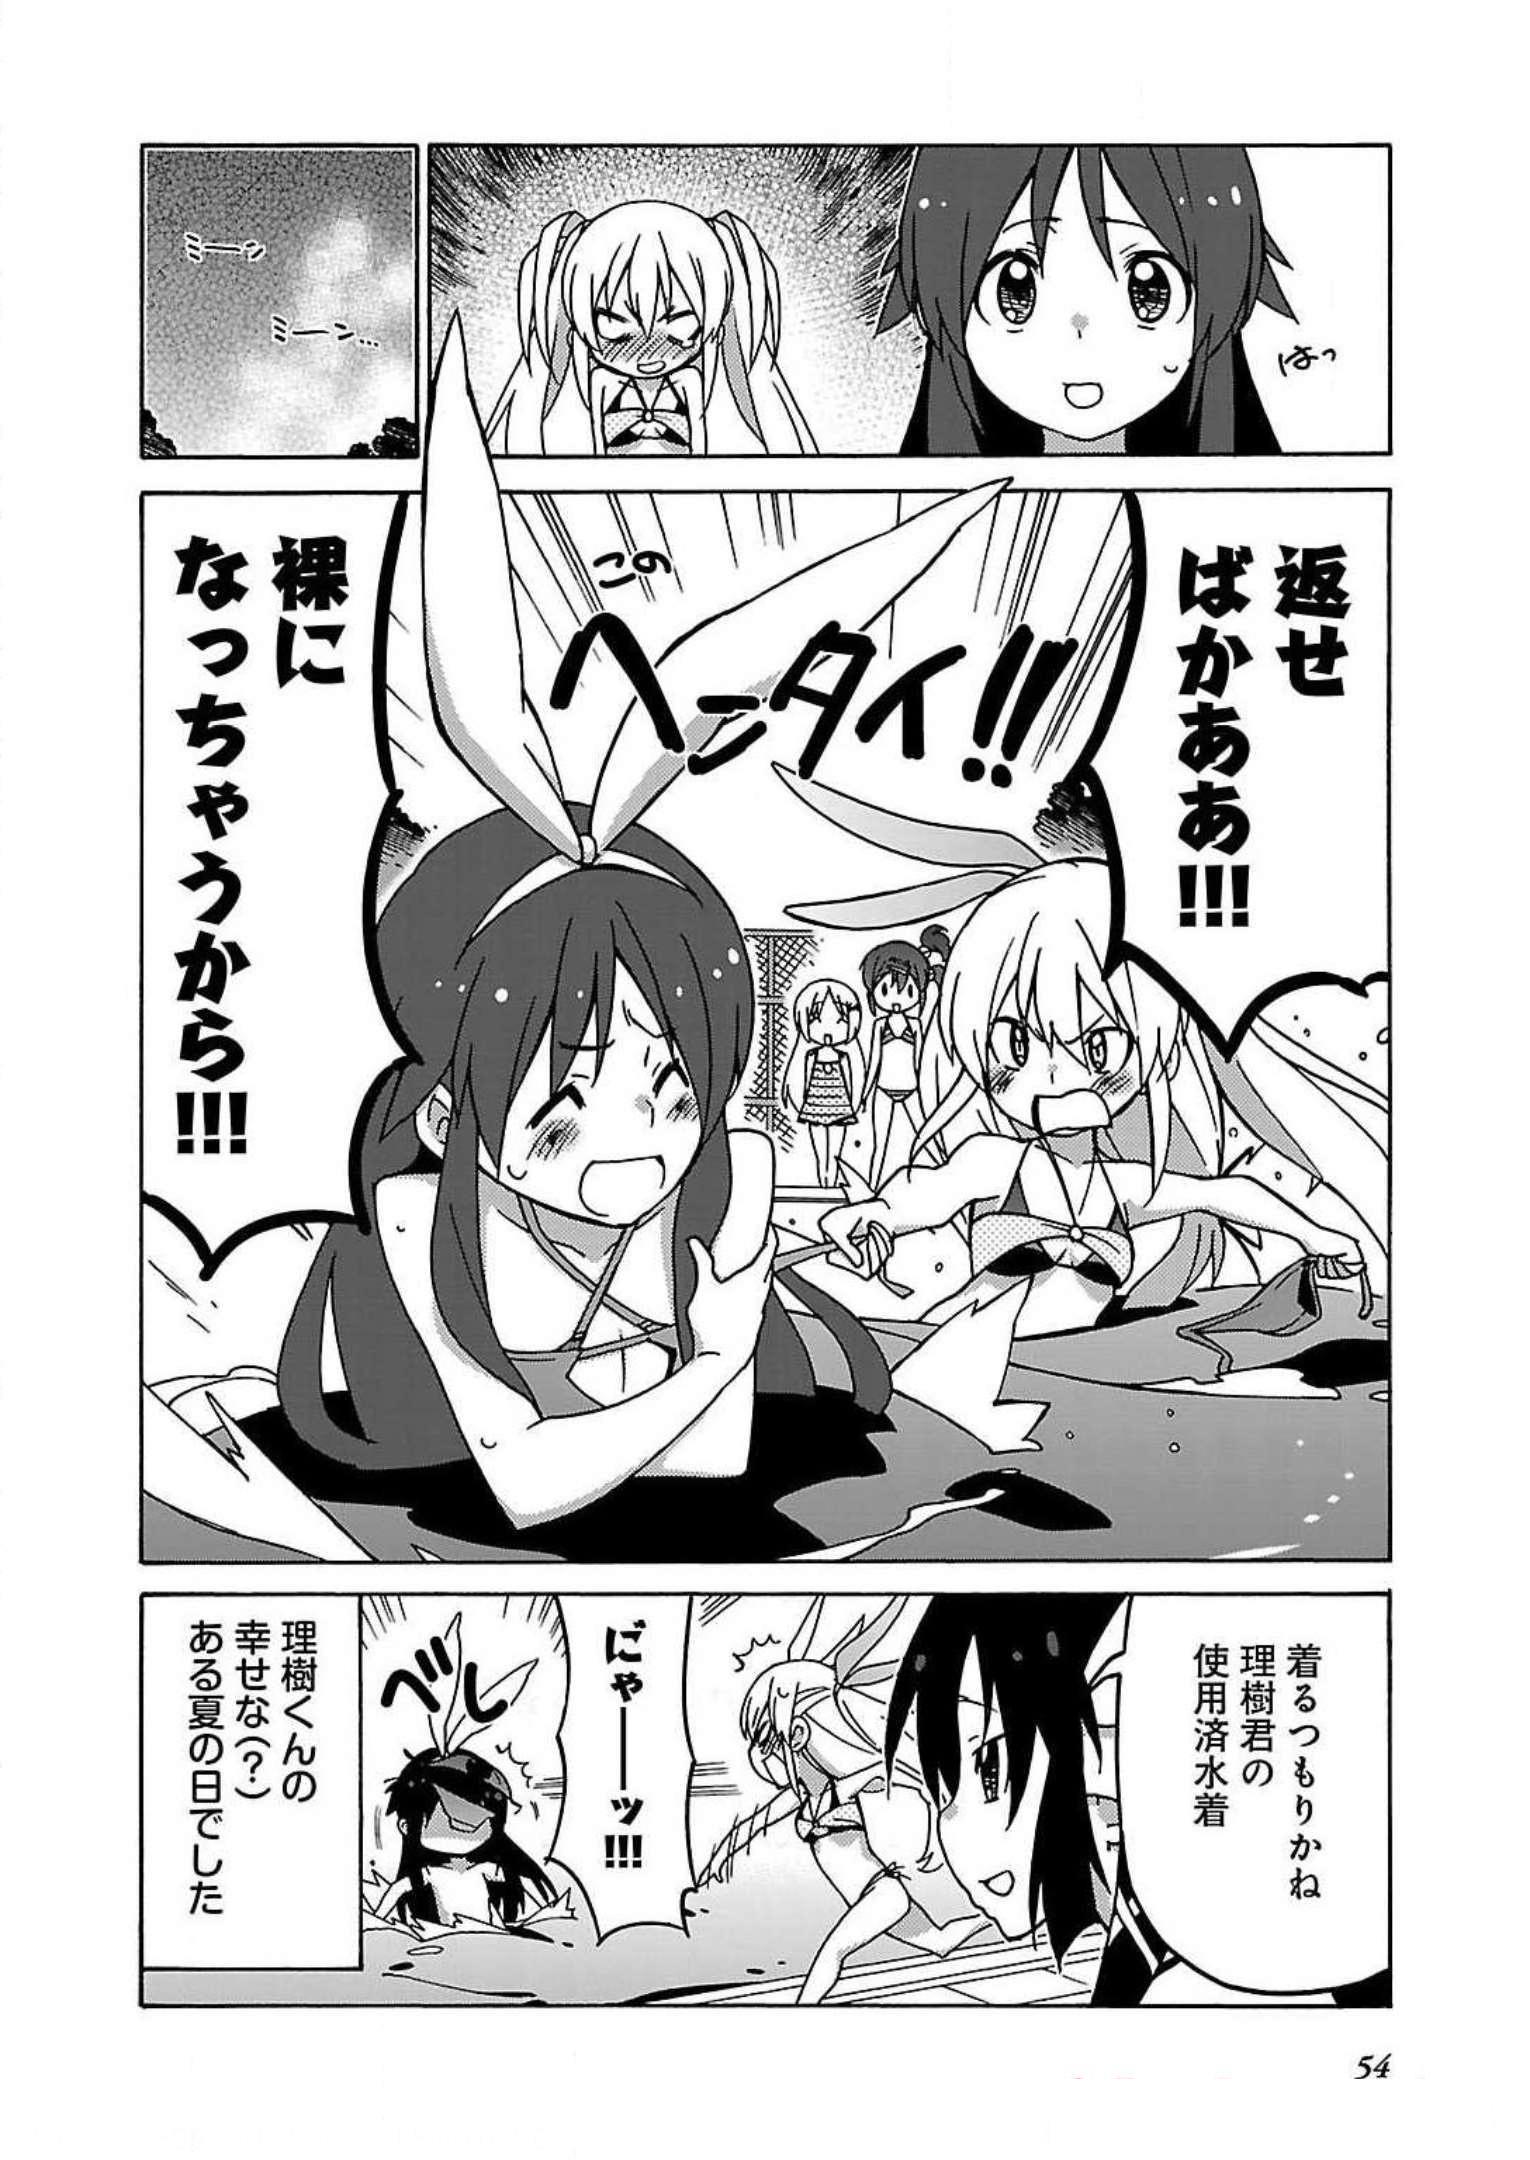 はっ
ミーン
ミーン…
返せ
ばかああ!!!
この
ヘンタイ!!
裸に
なっちゃうから!!!
着るつもりかね
理樹君の
使用済水着
にゃーーッ!!!
べしっ
理樹くんの
幸せな(?)
ある夏の日でした
54